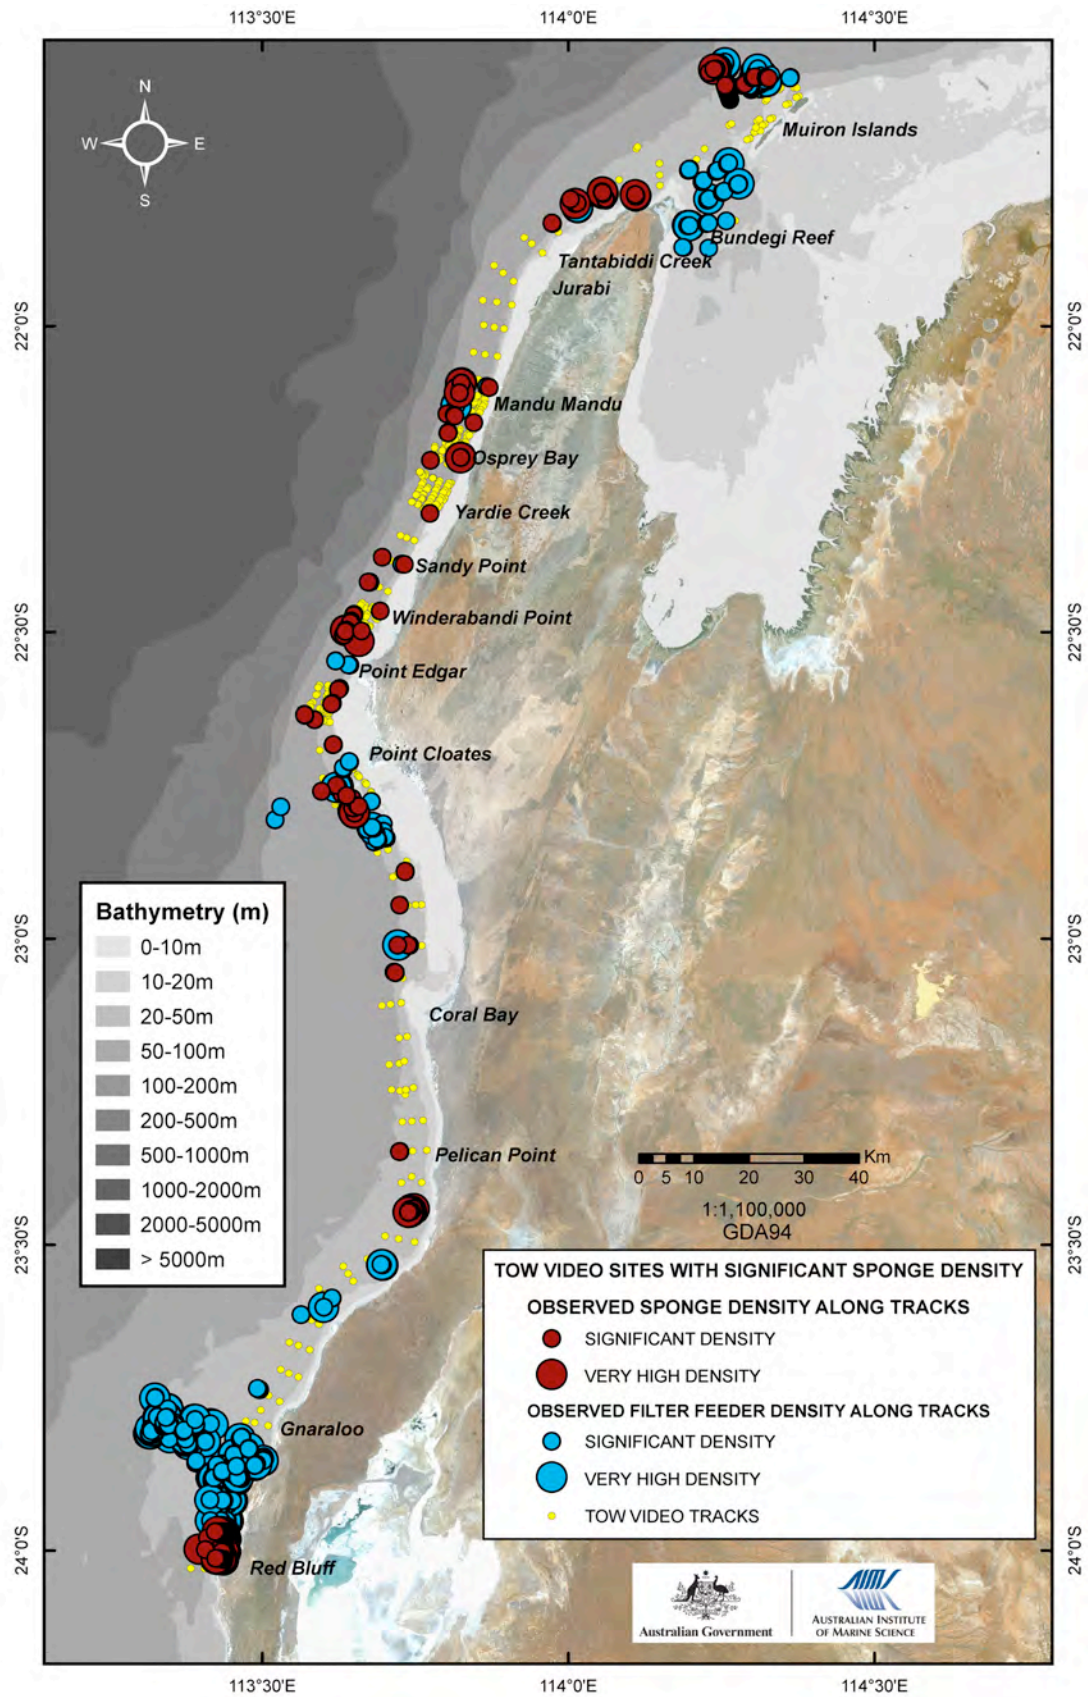 113°30'E
114°0'E
114°30'E
N
W
E
S
Muiron Islands
Bundegi Reef
Tantabiddi Creek
Jurabi
22°0'S
22°0'S
Mandu Mandu
Osprey Bay
Yardie Creek
Sandy Point
Winderabandi Point
22°30'S
22°30'S
Point Edgar
Point Cloates
Bathymetry (m)
0-10m
10-20m
20-50m
50-100m
100-200m
200-500m
500-1000m
1000-2000m
2000-5000m
> 5000m
23°0'S
23°0'S
Coral Bay
Pelican Point
Km
0 5 10 20 30 40
1:1,100,000
GDA94
23°30'S
23°30'S
TOW VIDEO SITES WITH SIGNIFICANT SPONGE DENSITY
OBSERVED SPONGE DENSITY ALONG TRACKS
SIGNIFICANT DENSITY
VERY HIGH DENSITY
OBSERVED FILTER FEEDER DENSITY ALONG TRACKS
SIGNIFICANT DENSITY
VERY HIGH DENSITY
TOW VIDEO TRACKS
Gnaraloo
24°0'S
24°0'S
Red Bluff
Australian Government
AIMS
AUSTRALIAN INSTITUTE
OF MARINE SCIENCE
113°30'E
114°0'E
114°30'E